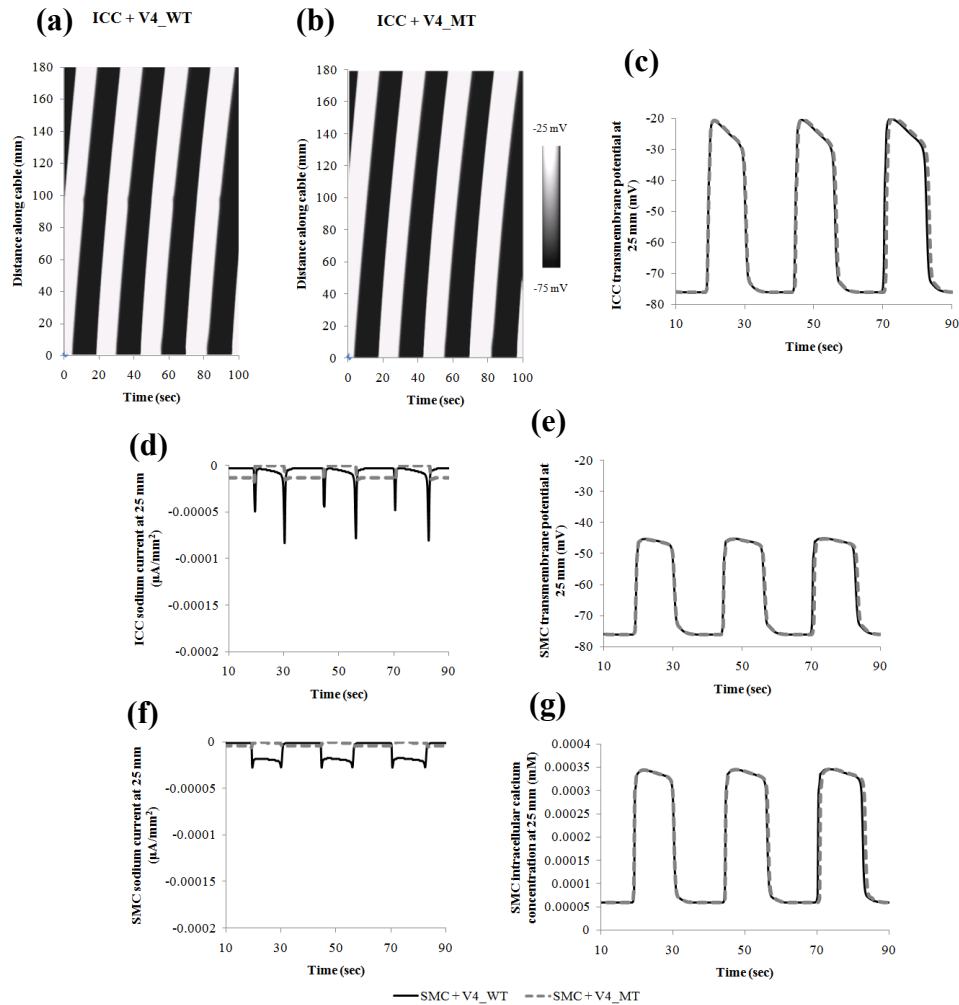 (a)
ICC + V4_WT
180
160
140
120
100
80
60
40
20
0
Distance along cable (mm)
0 20 40 60 80 100
Time (sec)
(b)
ICC + V4_MT
180
160
140
120
100
80
60
40
20
0
Distance along cable (mm)
0 20 40 60 80 100
Time (sec)
-25 mV
-75 mV
(c)
ICC transmembrane potential at
25 mm (mV)
-20
-30
-40
-50
-60
-70
-80
10 30 50 70 90
Time (sec)
(d)
ICC sodium current at 25 mm
(µA/mm²)
0
-0.00005
-0.0001
-0.00015
-0.0002
10 30 50 70 90
Time (sec)
(e)
SMC transmembrane potential at
25 mm (mV)
-20
-30
-40
-50
-60
-70
-80
10 30 50 70 90
Time (sec)
(f)
SMC sodium current at 25 mm
(µA/mm²)
0
-0.00005
-0.0001
-0.00015
-0.0002
10 30 50 70 90
Time (sec)
(g)
SMC intracellular calcium
concentration at 25 mm (mM)
0.0004
0.00035
0.0003
0.00025
0.0002
0.00015
0.0001
0.00005
0
10 30 50 70 90
Time (sec)
SMC + V4_WT SMC + V4_MT